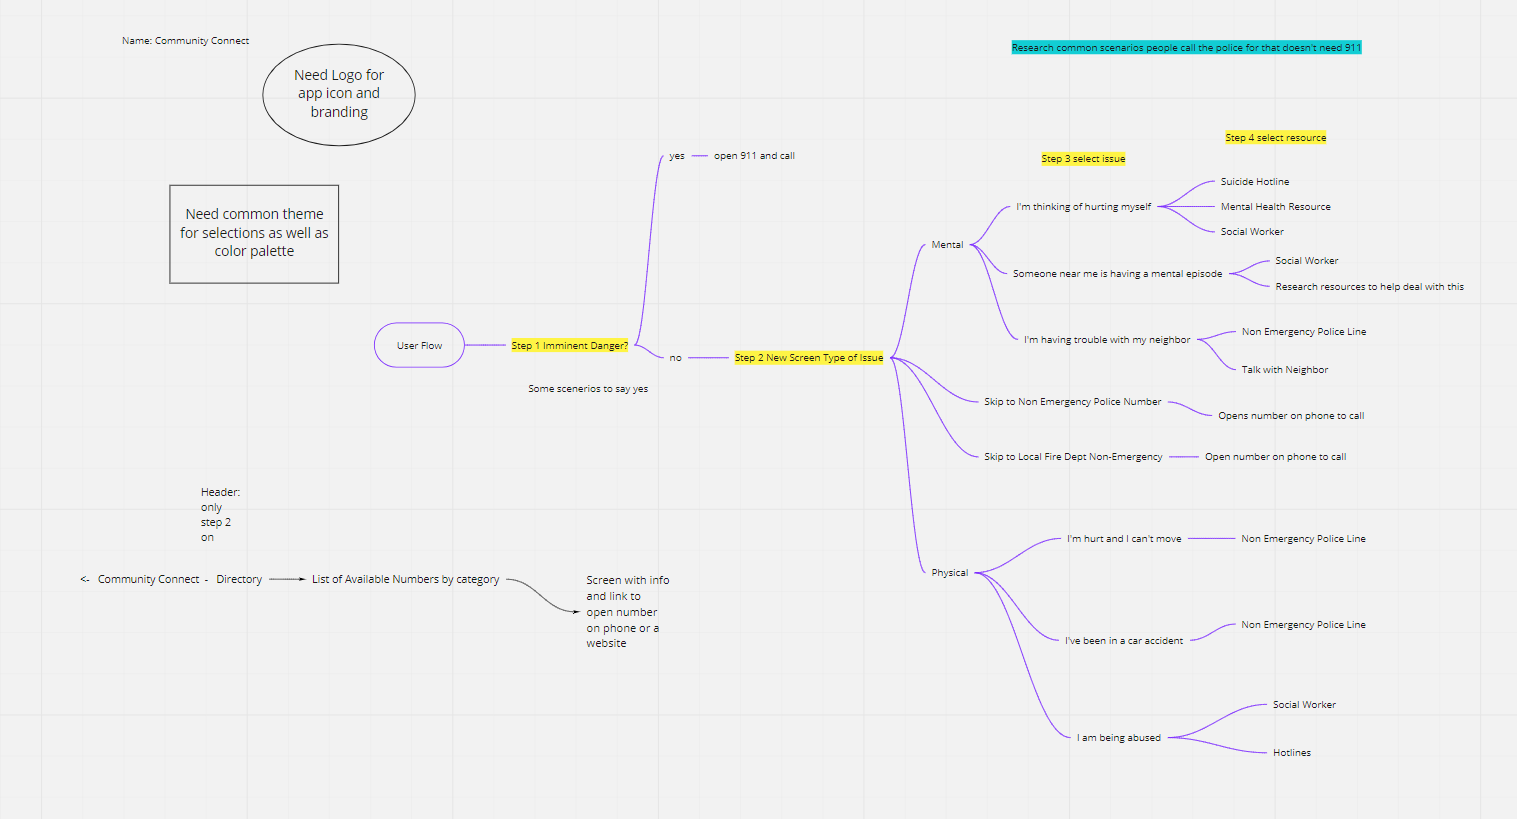 Name: Community Connect
Need Logo for
app icon and
branding
Research common scenarios people call the police for that doesn't need 911
Need common theme
for selections as well as
color palette
User Flow
Step 1 Imminent Danger?
Some scenerios to say yes
yes
open 911 and call
no
Step 2 New Screen Type of Issue
Step 3 select issue
Step 4 select resource
Mental
I'm thinking of hurting myself
Suicide Hotline
Mental Health Resource
Social Worker
Someone near me is having a mental episode
Social Worker
Research resources to help deal with this
I'm having trouble with my neighbor
Non Emergency Police Line
Talk with Neighbor
Skip to Non Emergency Police Number
Opens number on phone to call
Skip to Local Fire Dept Non-Emergency
Open number on phone to call
Physical
I'm hurt and I can't move
Non Emergency Police Line
I've been in a car accident
Non Emergency Police Line
I am being abused
Social Worker
Hotlines
Header:
only
step 2
on
<- Community Connect - Directory
List of Available Numbers by category
Screen with info
and link to
open number
on phone or a
website